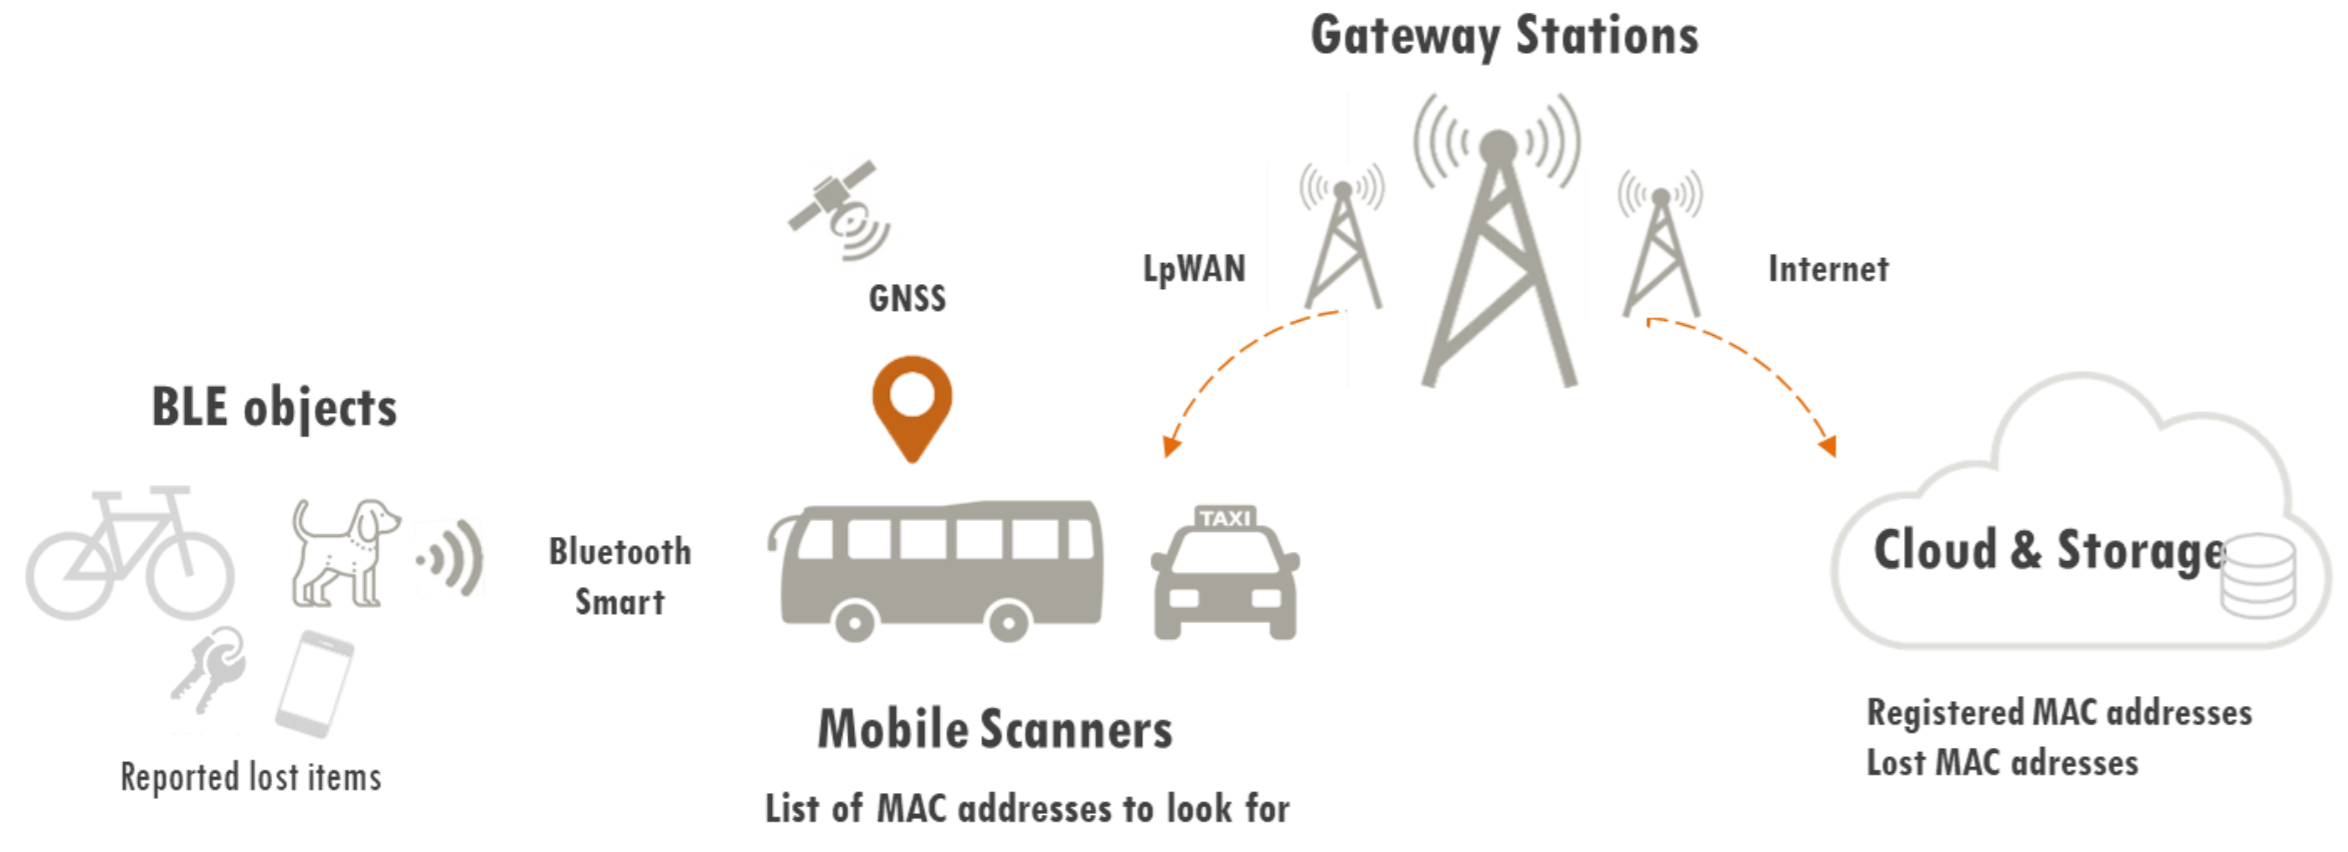 Gateway Stations
GNSS
LpWAN
Internet
BLE objects
Bluetooth
Smart
TAXI
Cloud & Storage
Mobile Scanners
Registered MAC addresses
Lost MAC adresses
Reported lost items
List of MAC addresses to look for